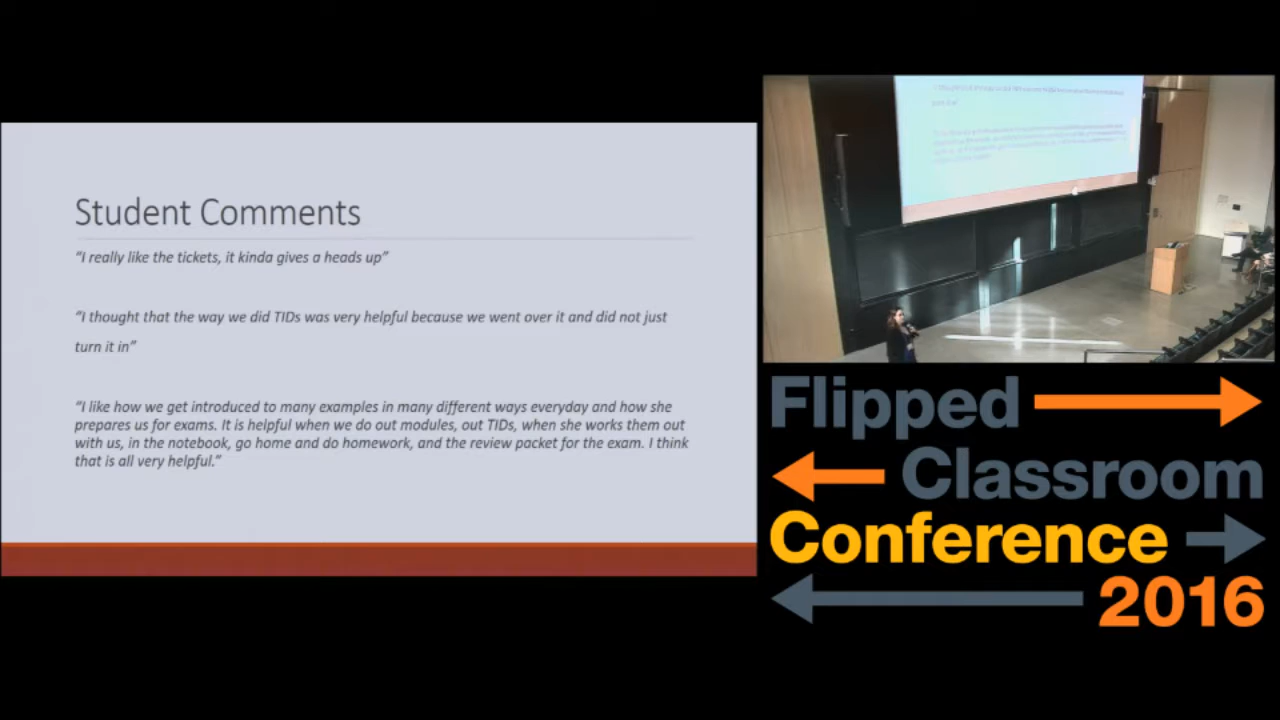 Student Comments
"I really like the tickets, it kinda gives a heads up"
"I thought that the way we did TIDs was very helpful because we went over it and did not just
turn it in"
"I like how we get introduced to many examples in many different ways everyday and how she
prepares us for exams. It is helpful when we do out modules, out TIDs, when she works them out
with us, in the notebook, go home and do homework, and the review packet for the exam. I think
that is all very helpful."
Flipped
Classroom
Conference
2016